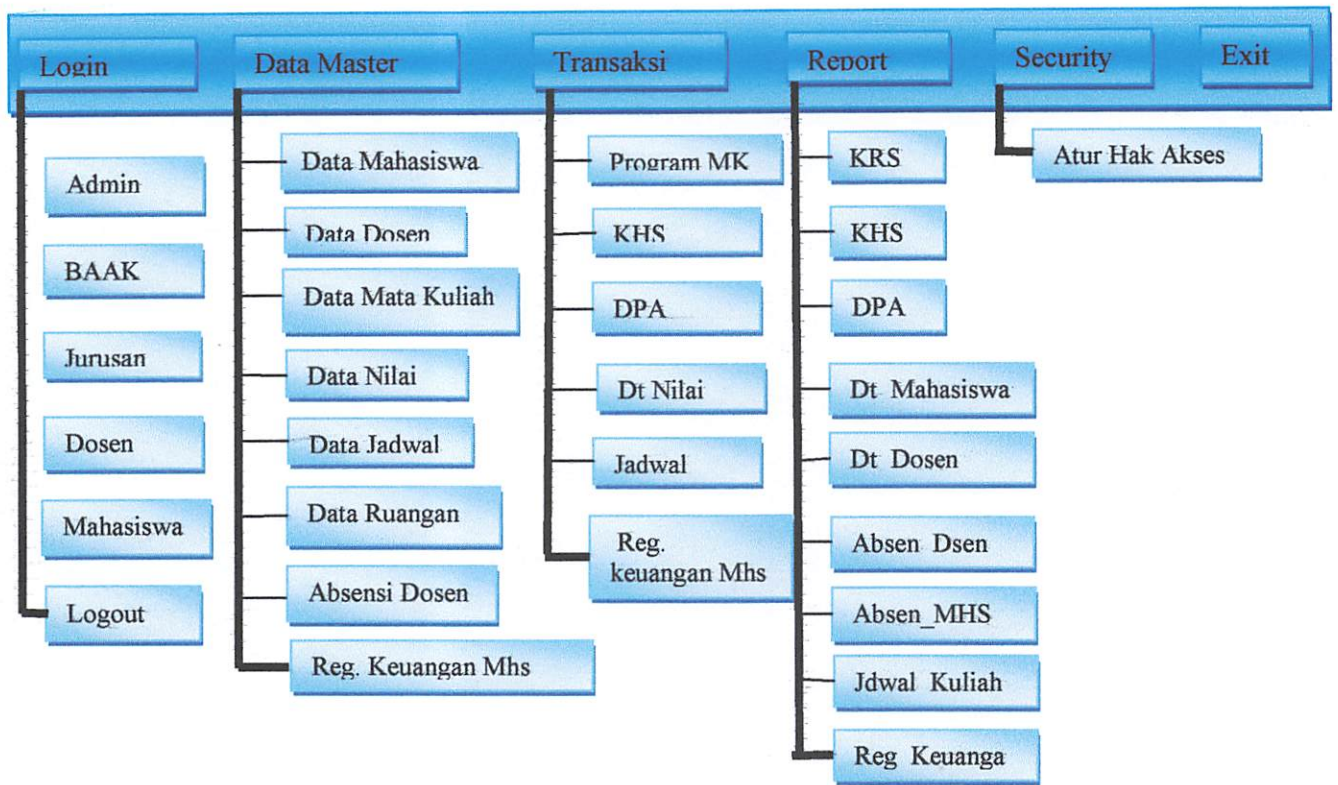 Login
Data Master
Transaksi
Report
Security
Exit
Admin
BAAK
Jurusan
Dosen
Mahasiswa
Logout
Data Mahasiswa
Data Dosen
Data Mata Kuliah
Data Nilai
Data Jadwal
Data Ruangan
Absensi Dosen
Reg. Keuangan Mhs
Program MK
KHS
DPA
Dt Nilai
Jadwal
Reg.
keuangan Mhs
KRS
KHS
DPA
Dt Mahasiswa
Dt Dosen
Absen Dsen
Absen_MHS
Jdwal Kuliah
Reg Keuanga
Atur Hak Akses